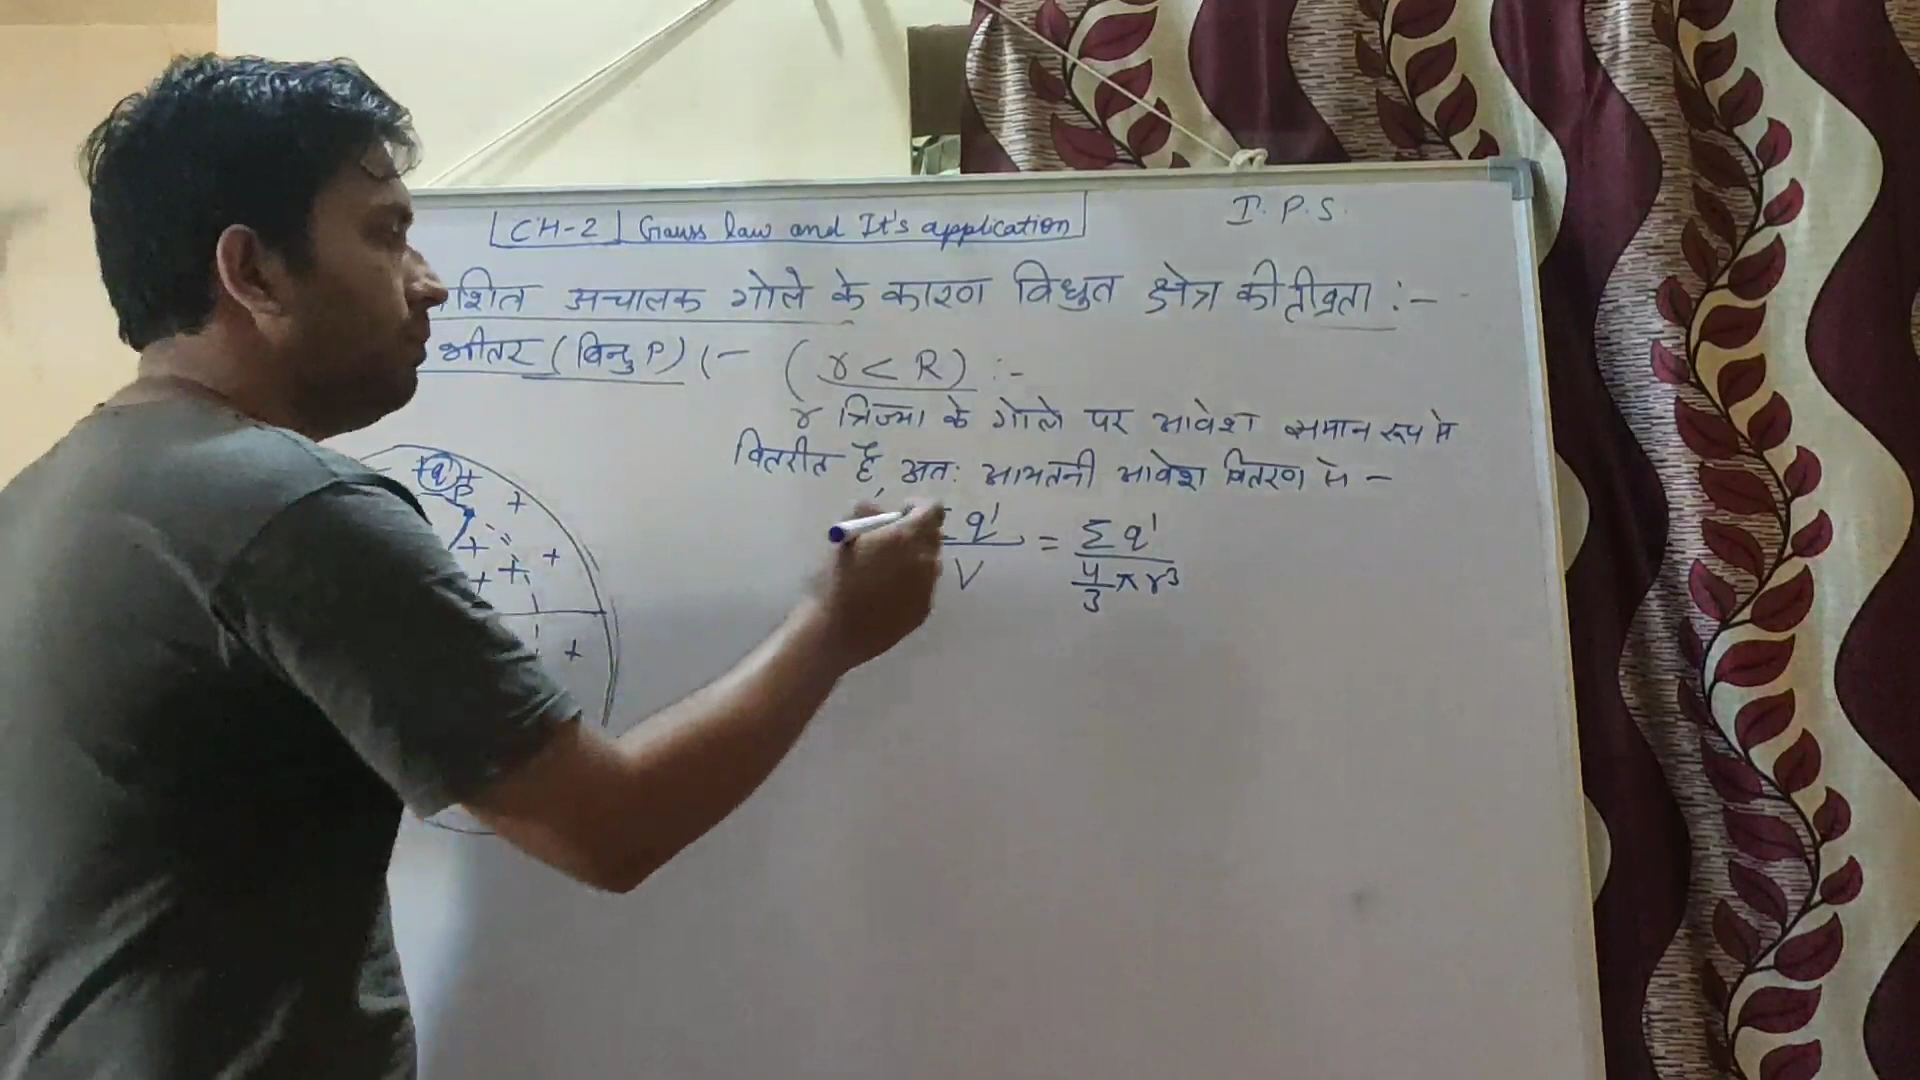 CH-2 Gauss law and It's application
I. P. S.
शित अचालक गोले के कारण विधुत क्षेत्र की तीव्रता :-
भीतर (बिन्दु P) (- (r < R) :-
r त्रिज्या के गोले पर आवेश समान रूप से
वितरीत है, अतः आयतनी आवेश वितरण से -
Σ q' / V = Σ q' / 4/3 π r³
+ q' +
P